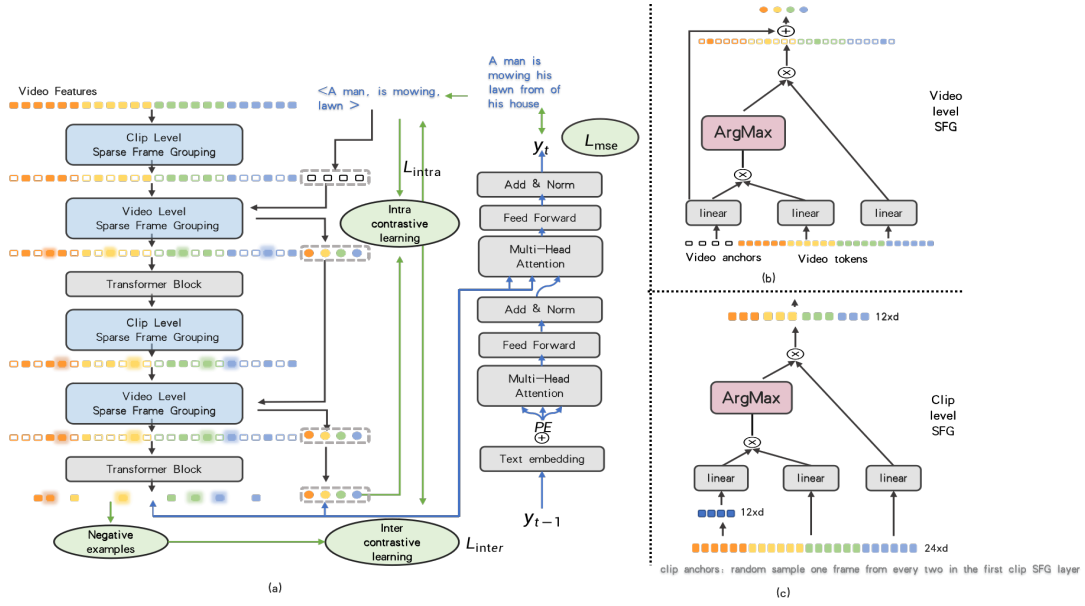 Video Features
Clip Level
Sparse Frame Grouping
Video Level
Sparse Frame Grouping
Transformer Block
Clip Level
Sparse Frame Grouping
Video Level
Sparse Frame Grouping
Transformer Block
Negative
examples
<A man, is mowing,
lawn >
A man is
mowing his
lawn from of
his house
L_intra
Intra
contrastive
learning
Inter
contrastive
learning
L_inter
y_t
L_mse
Add & Norm
Feed Forward
Multi-Head
Attention
Add & Norm
Feed Forward
Multi-Head
Attention
PE
Text embedding
y_{t-1}
(a)
ArgMax
linear
linear
linear
Video anchors
Video tokens
Video
level
SFG
(b)
12xd
ArgMax
linear
linear
linear
12xd
24xd
Clip
level
SFG
clip anchors: random sample one frame from every two in the first clip SFG layer
(c)